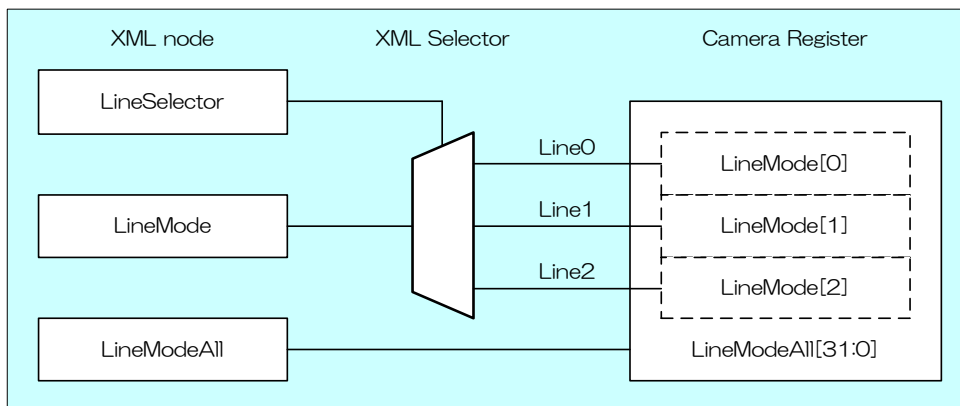 XML node
XML Selector
Camera Register
LineSelector
LineMode
LineModeAll
Line0
Line1
Line2
LineMode[0]
LineMode[1]
LineMode[2]
LineModeAll[31:0]